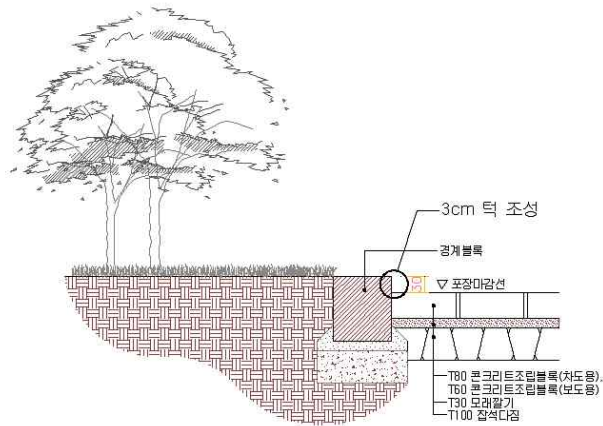 3cm 턱 조성
경계블록
30
▽ 포장마감선
T80 콘크리트조립블록(차도용),
T60 콘크리트조립블록(보도용)
T30 모래깔기
T100 잡석다짐